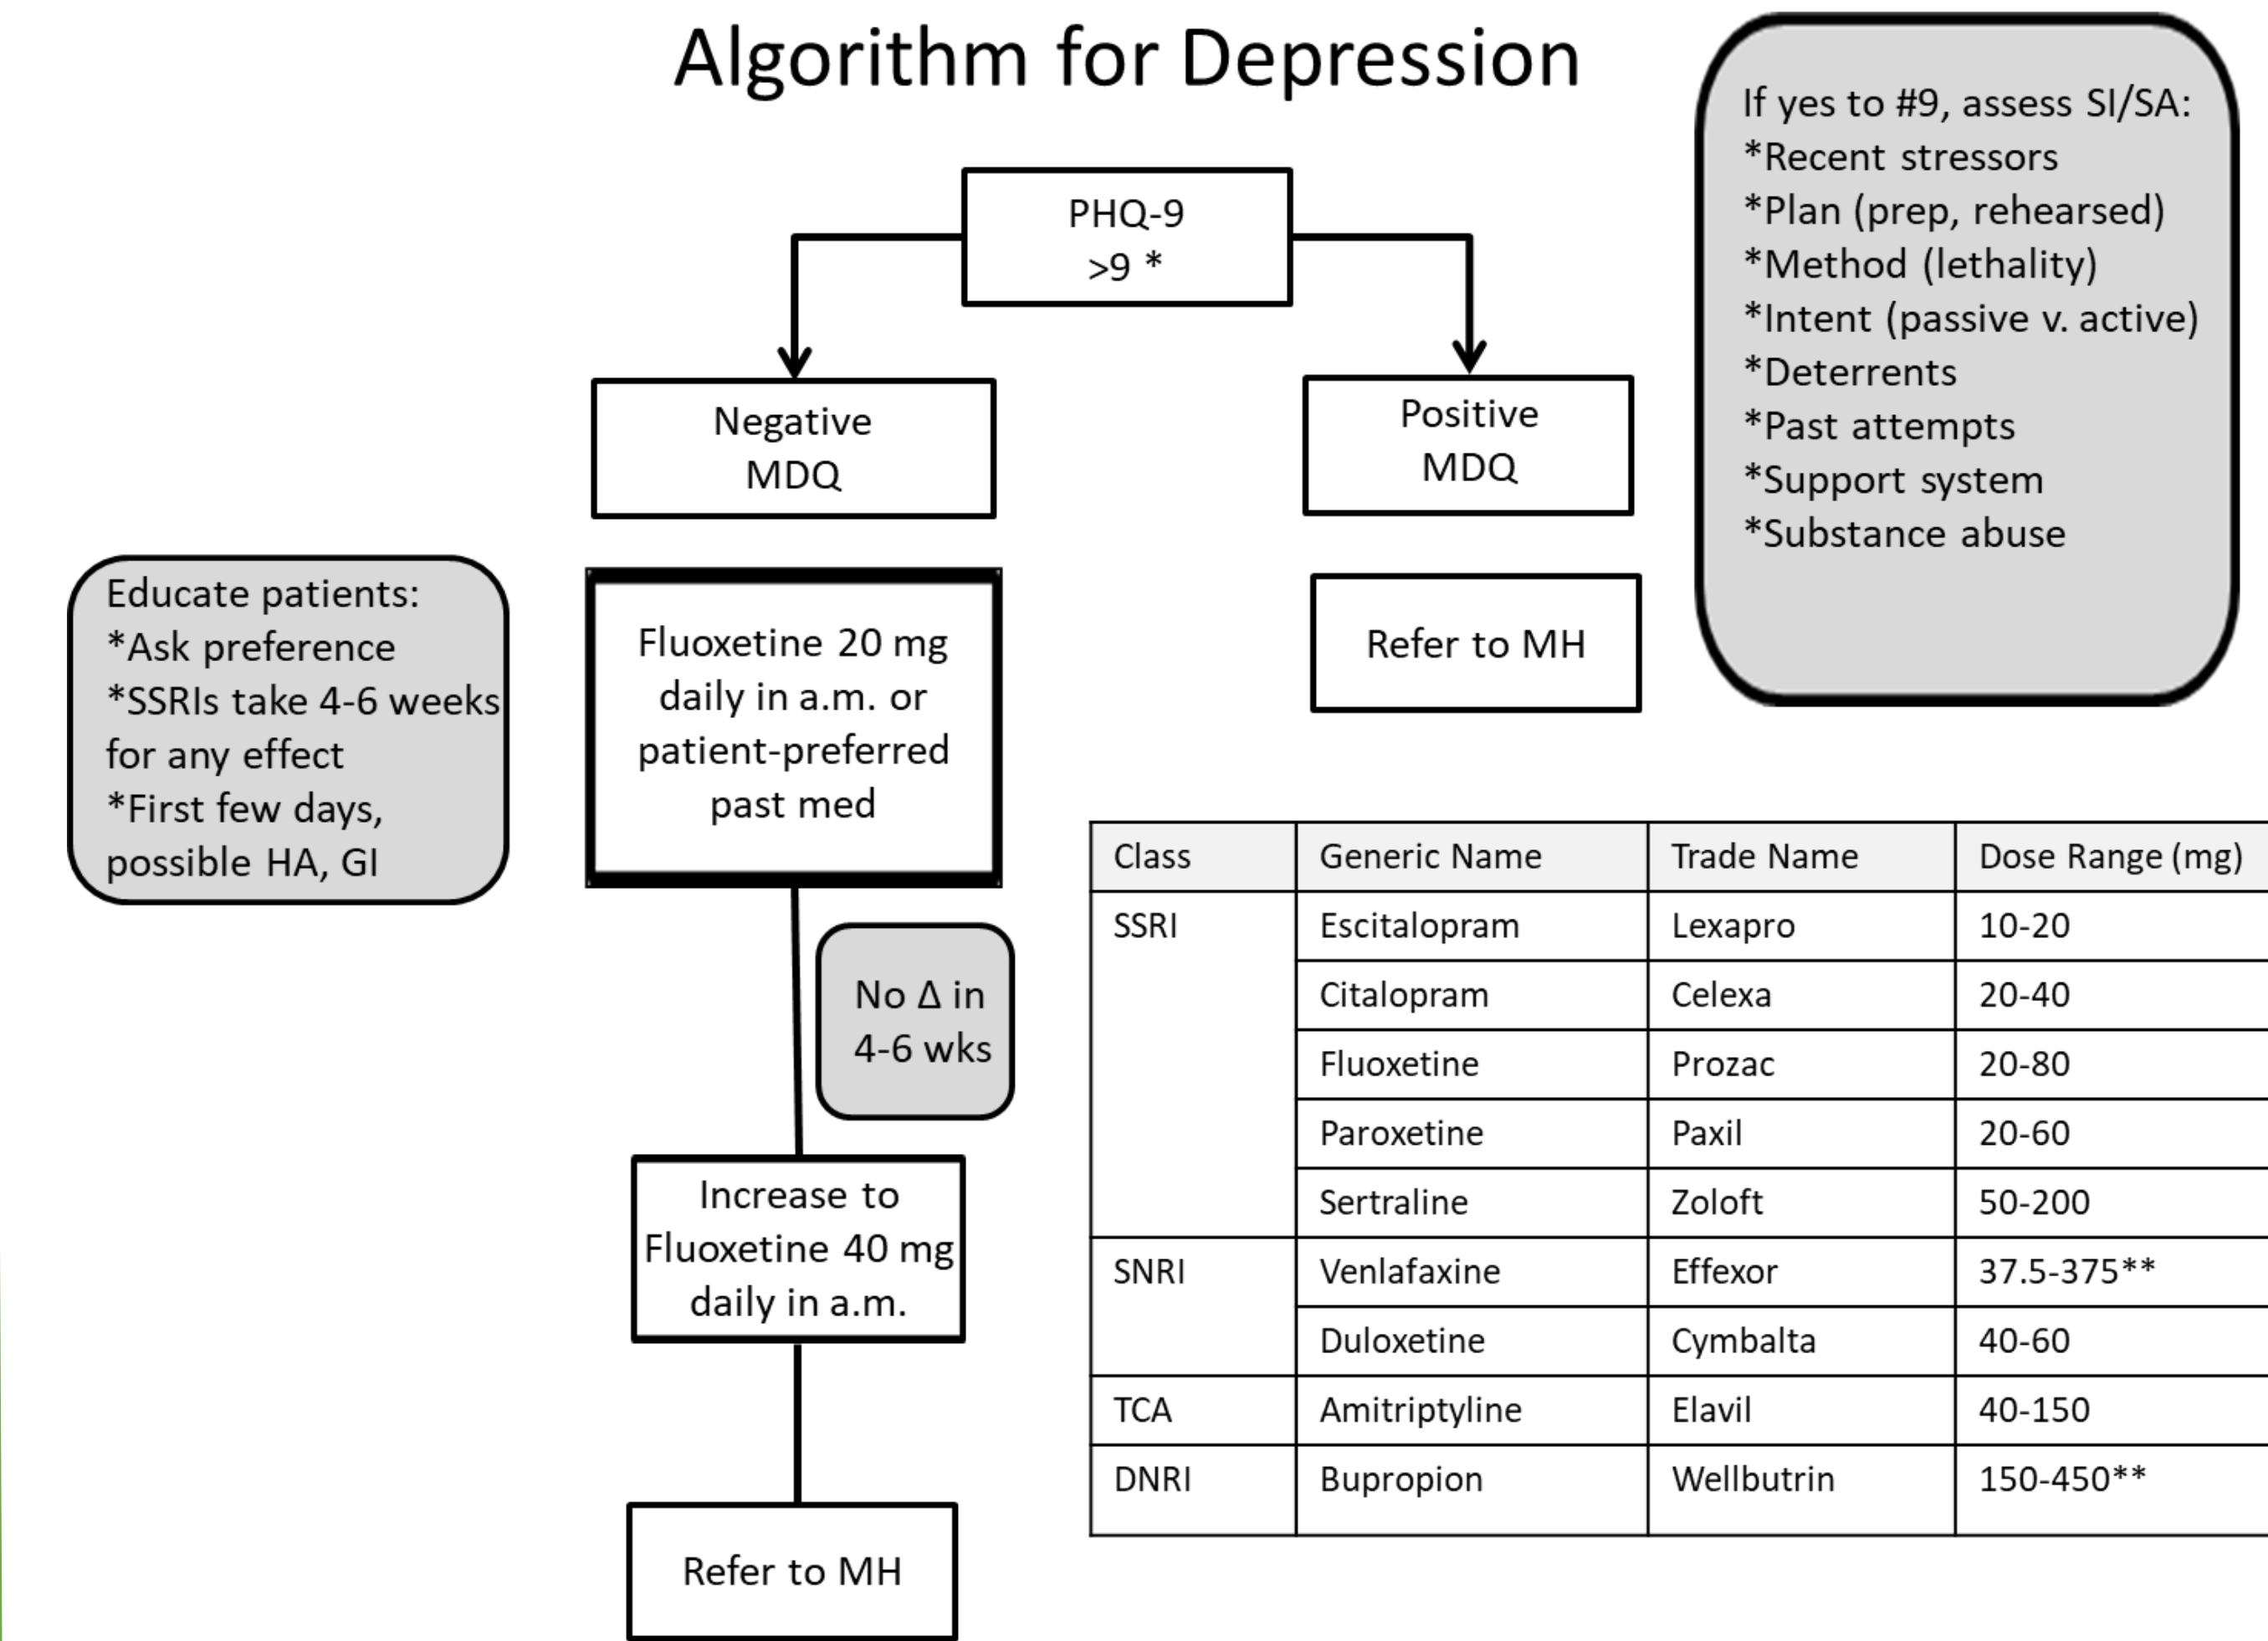 Algorithm for Depression
If yes to #9, assess SI/SA:
*Recent stressors
*Plan (prep, rehearsed)
*Method (lethality)
*Intent (passive v. active)
*Deterrents
*Past attempts
*Support system
*Substance abuse
PHQ-9
>9 *
Negative
MDQ
Positive
MDQ
Educate patients:
*Ask preference
*SSRIs take 4-6 weeks
for any effect
*First few days,
possible HA, GI
Fluoxetine 20 mg
daily in a.m. or
patient-preferred
past med
Refer to MH
No Δ in
4-6 wks
Increase to
Fluoxetine 40 mg
daily in a.m.
Refer to MH
Class Generic Name Trade Name Dose Range (mg)
SSRI Escitalopram Lexapro 10-20
Citalopram Celexa 20-40
Fluoxetine Prozac 20-80
Paroxetine Paxil 20-60
Sertraline Zoloft 50-200
SNRI Venlafaxine Effexor 37.5-375**
Duloxetine Cymbalta 40-60
TCA Amitriptyline Elavil 40-150
DNRI Bupropion Wellbutrin 150-450**